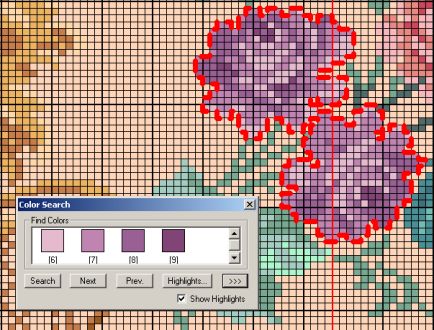 Color Search
Find Colors
[6] [7] [8] [9]
Search Next Prev. Highlights... >>>
Show Highlights